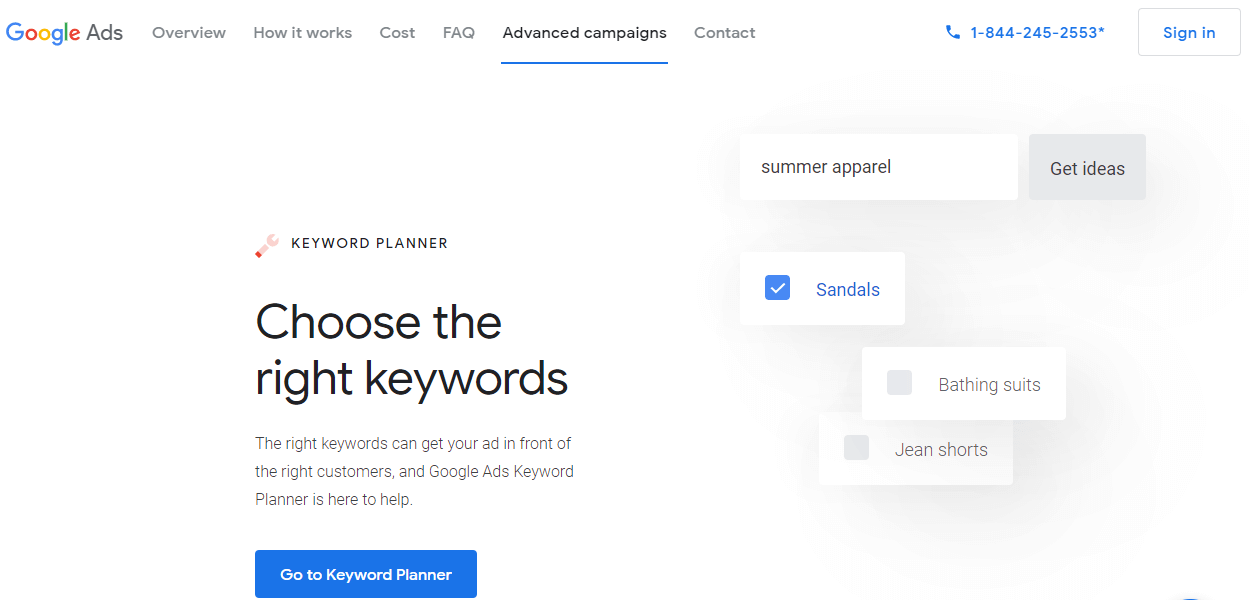 Google Ads Overview How it works Cost FAQ Advanced campaigns Contact 1-844-245-2553* Sign in
summer apparel Get ideas
KEYWORD PLANNER
Sandals
Choose the
right keywords
Bathing suits
Jean shorts
The right keywords can get your ad in front of
the right customers, and Google Ads Keyword
Planner is here to help.
Go to Keyword Planner